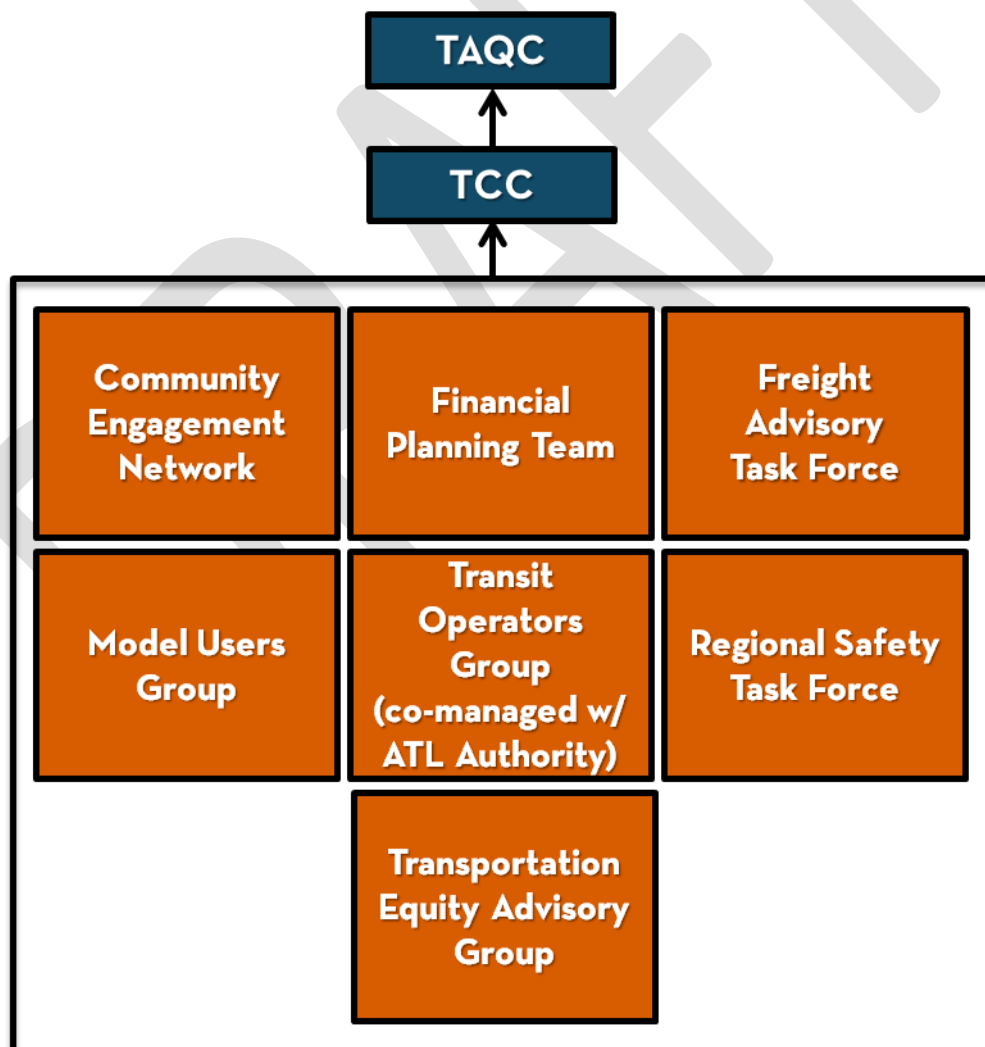 TAQC
TCC
Community
Engagement
Network
Financial
Planning Team
Freight
Advisory
Task Force
Model Users
Group
Transit
Operators
Group
(co-managed w/
ATL Authority)
Regional Safety
Task Force
Transportation
Equity Advisory
Group